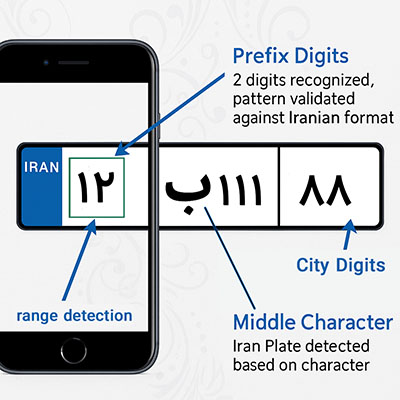 Prefix Digits
2 digits recognized,
pattern validated
against Iranian format
IRAN
۱۲ ب ۱۱۱ ۸۸
City Digits
range detection
Middle Character
Iran Plate detected
based on character